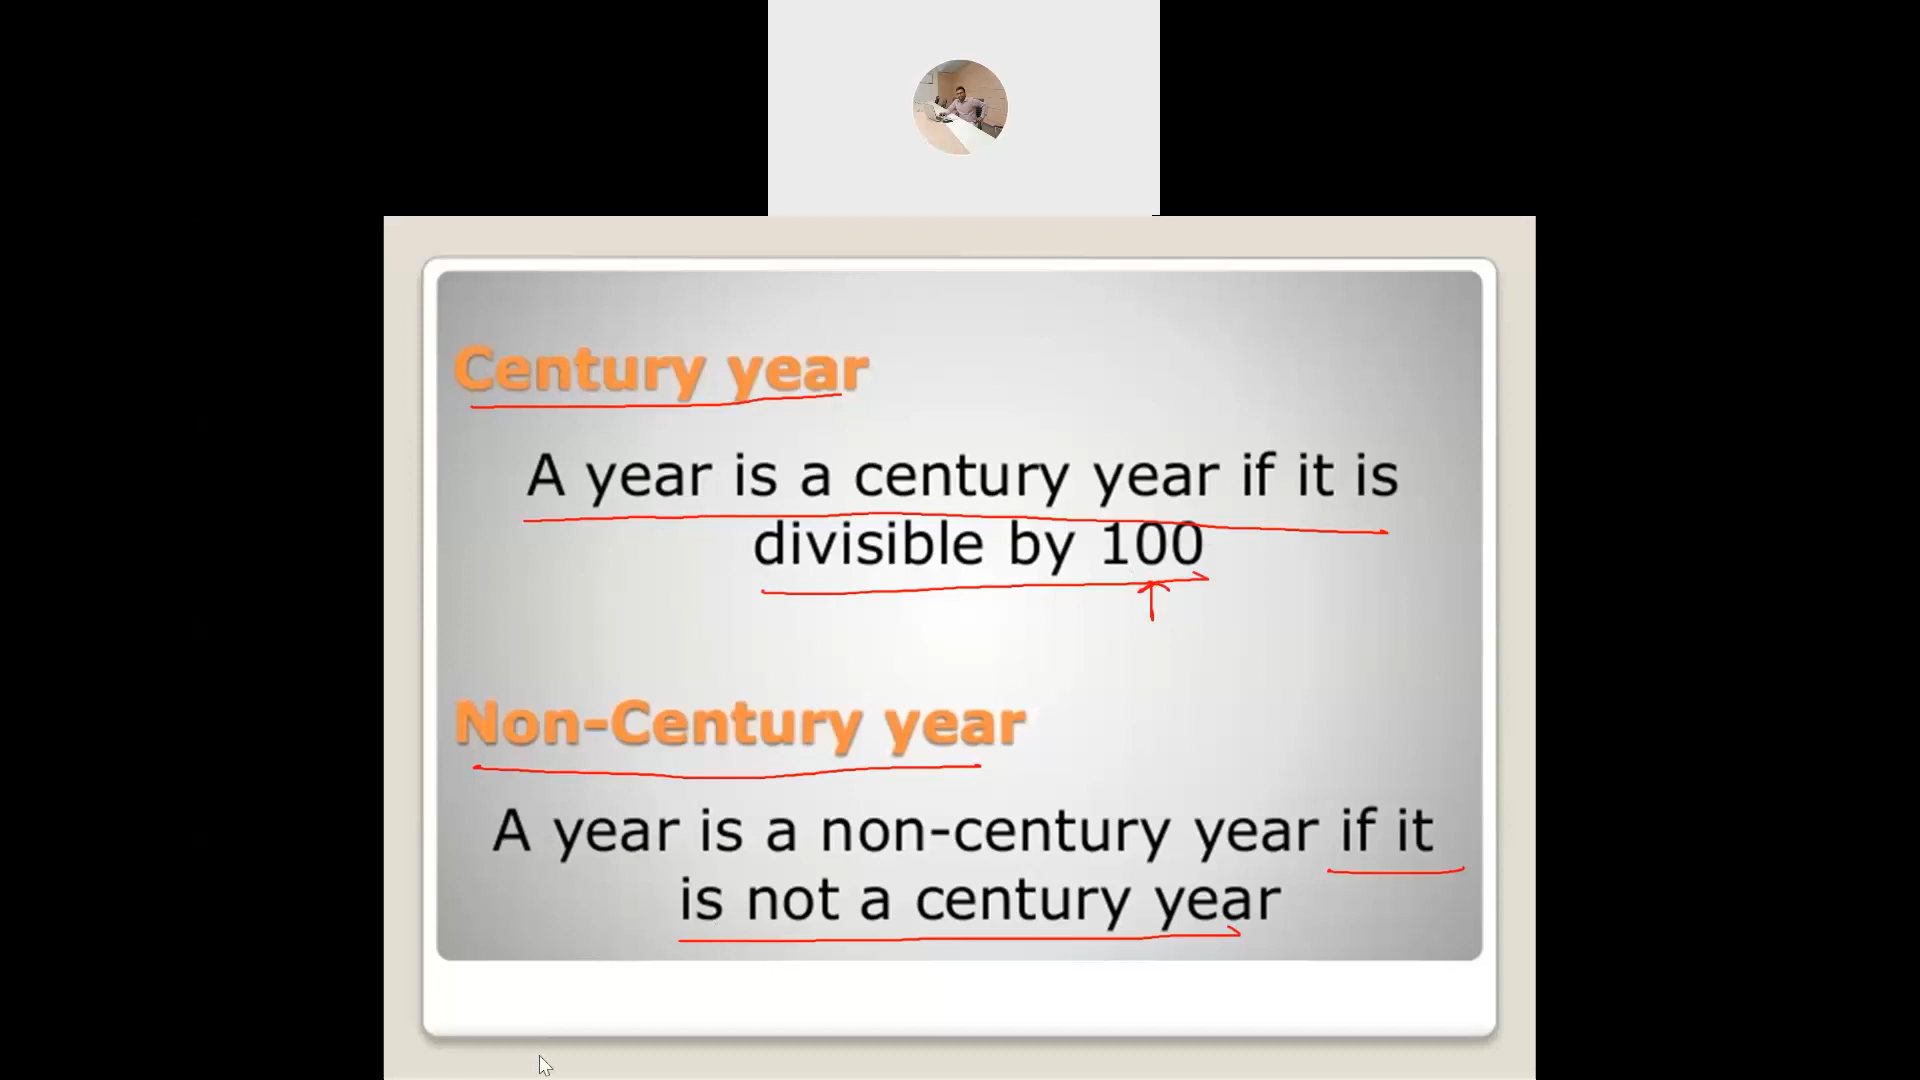 Century year
A year is a century year if it is
divisible by 100
Non-Century year
A year is a non-century year if it
is not a century year